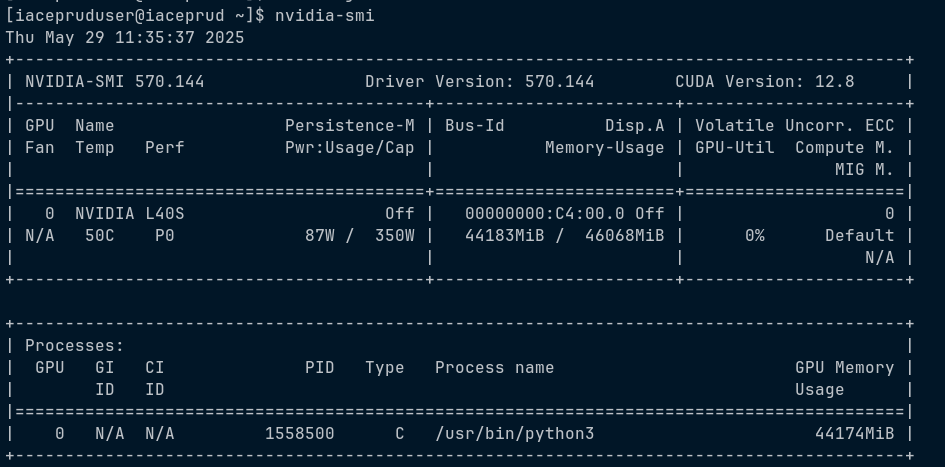 [iacepruduser@iaceprud ~]$ nvidia-smi
Thu May 29 11:35:37 2025
+-----------------------------------------------------------------------------------------+
| NVIDIA-SMI 570.144                Driver Version: 570.144        CUDA Version: 12.8     |
|-----------------------------------------+------------------------+----------------------+
| GPU  Name                 Persistence-M | Bus-Id          Disp.A | Volatile Uncorr. ECC |
| Fan  Temp   Perf          Pwr:Usage/Cap |           Memory-Usage | GPU-Util  Compute M. |
|                                         |                        |               MIG M. |
|=========================================+========================+======================|
|   0  NVIDIA L40S                    Off |   00000000:C4:00.0 Off |                    0 |
| N/A   50C    P0             87W /  350W |   44183MiB /  46068MiB |      0%      Default |
|                                         |                        |                  N/A |
+-----------------------------------------+------------------------+----------------------+

+-----------------------------------------------------------------------------------------+
| Processes:                                                                              |
|  GPU   GI   CI              PID   Type   Process name                        GPU Memory |
|        ID   ID                                                               Usage      |
|=========================================================================================|
|    0   N/A  N/A         1558500      C   /usr/bin/python3                      44174MiB |
+-----------------------------------------------------------------------------------------+